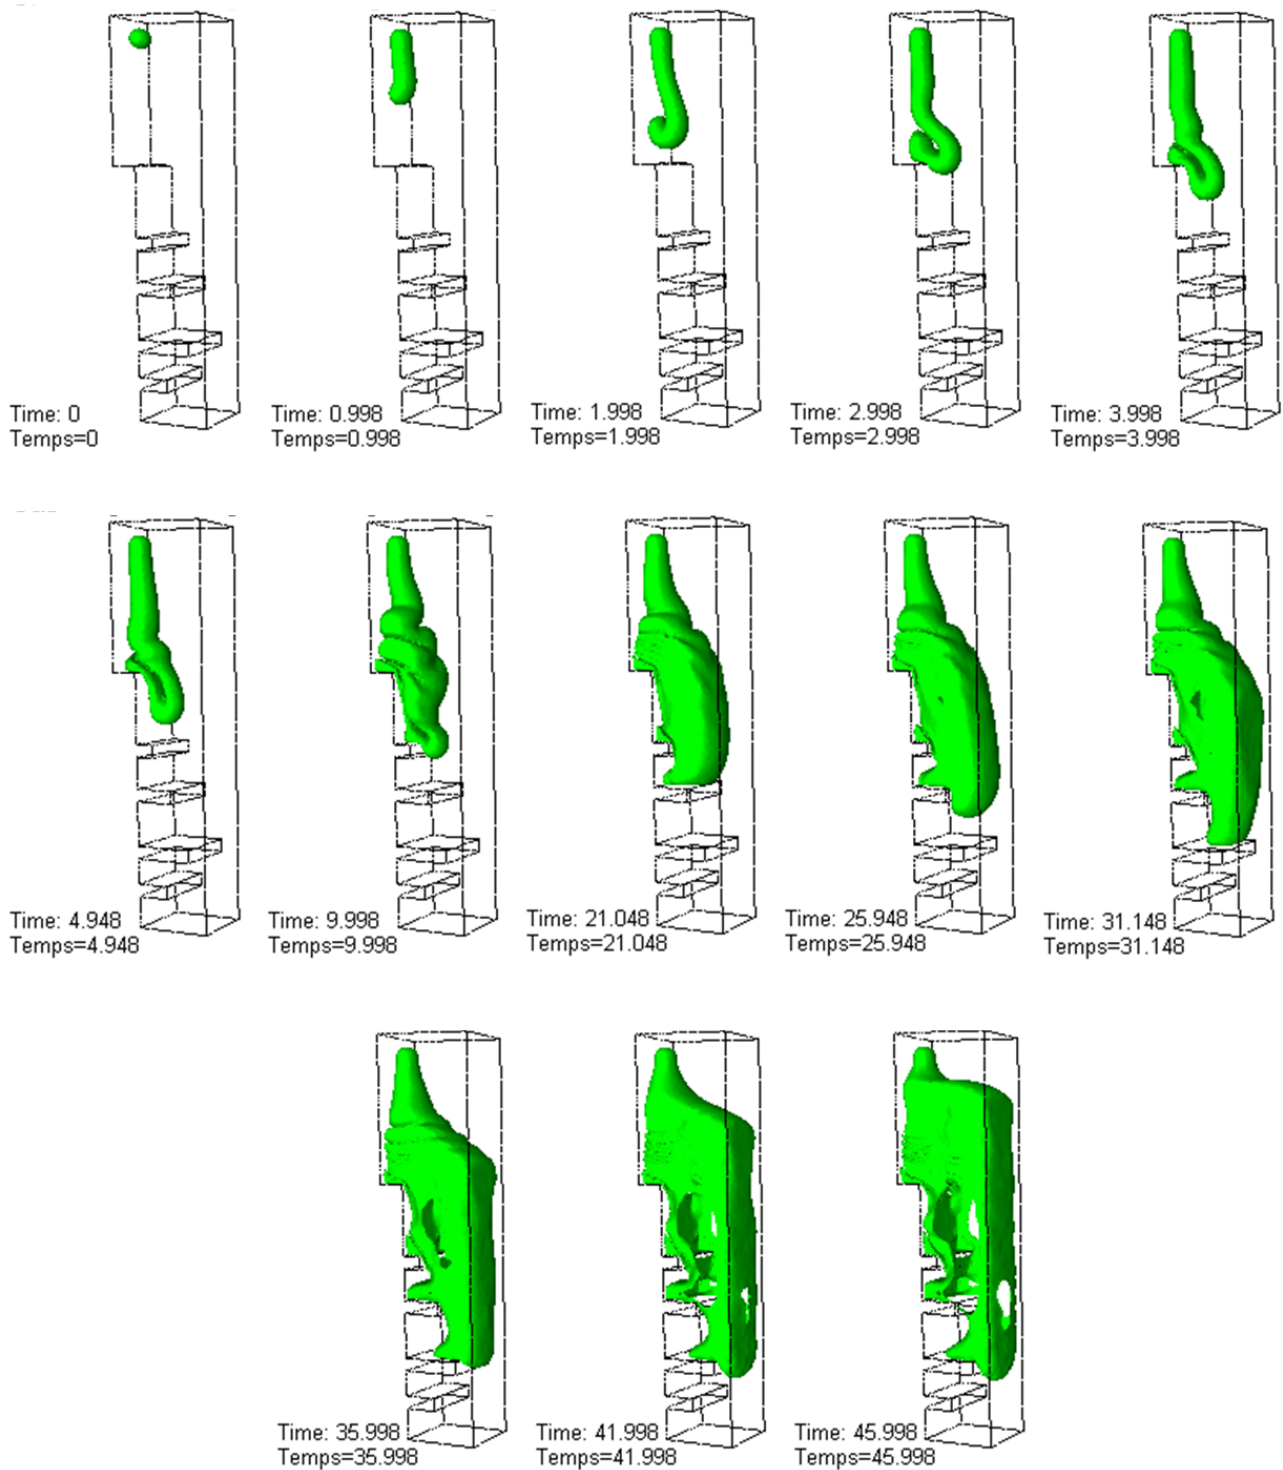 Time: 0
Temps=0
Time: 0.998
Temps=0.998
Time: 1.998
Temps=1.998
Time: 2.998
Temps=2.998
Time: 3.998
Temps=3.998
Time: 4.948
Temps=4.948
Time: 9.998
Temps=9.998
Time: 21.048
Temps=21.048
Time: 25.948
Temps=25.948
Time: 31.148
Temps=31.148
Time: 35.998
Temps=35.998
Time: 41.998
Temps=41.998
Time: 45.998
Temps=45.998